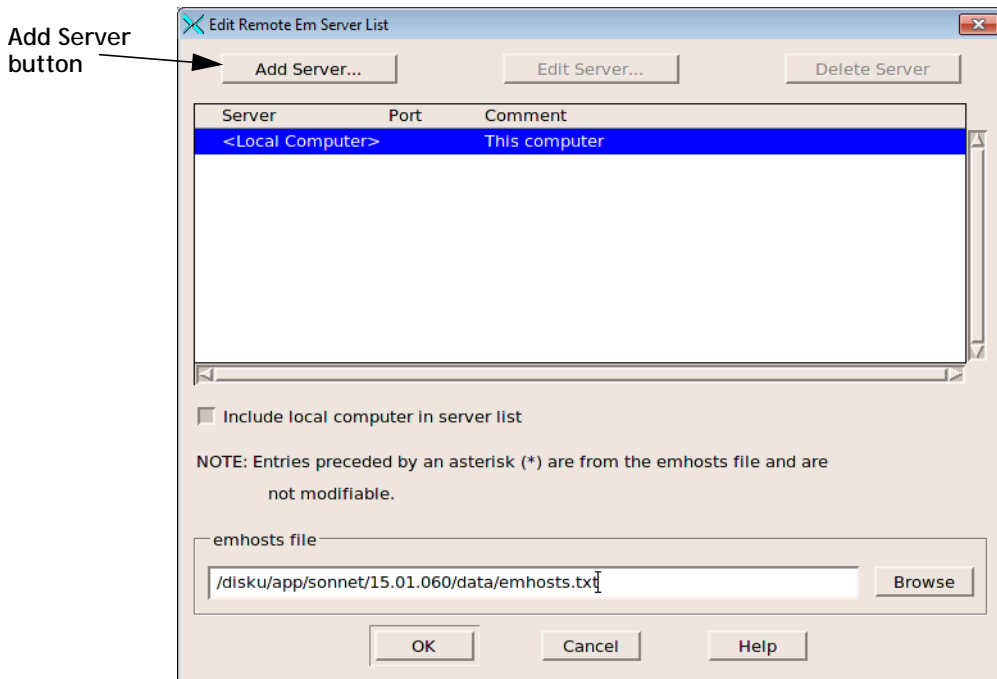 Edit Remote Em Server List
Add Server
button
Add Server... Edit Server... Delete Server
Server Port Comment
<Local Computer> This computer
Include local computer in server list
NOTE: Entries preceded by an asterisk (*) are from the emhosts file and are
not modifiable.
emhosts file
/disku/app/sonnet/15.01.060/data/emhosts.txt Browse
OK Cancel Help